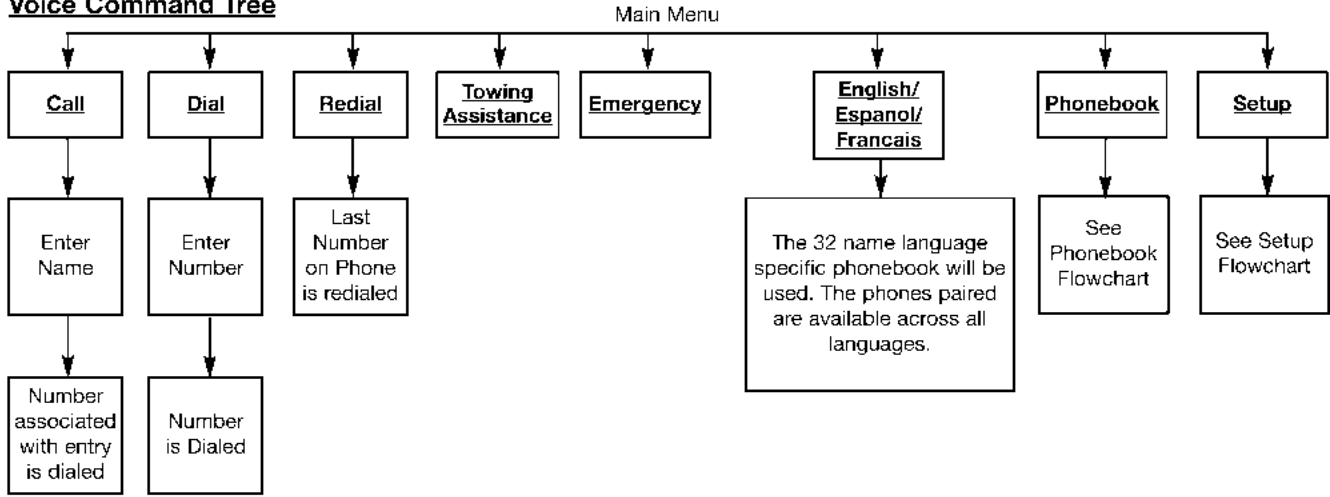 Voice Command Tree
Main Menu
Call
Dial
Redial
Towing
Assistance
Emergency
English/
Espanol/
Francais
Phonebook
Setup
Enter
Name
Enter
Number
Last
Number
on Phone
is redialed
The 32 name language
specific phonebook will be
used. The phones paired
are available across all
languages.
See
Phonebook
Flowchart
See Setup
Flowchart
Number
associated
with entry
is dialed
Number
is Dialed